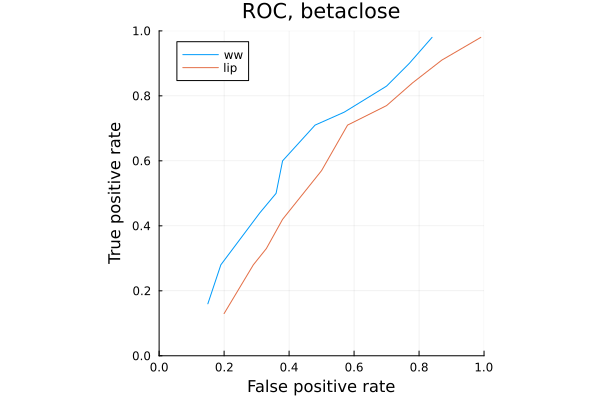 ROC, betaclose
ww
lip
True positive rate
1.0
0.8
0.6
0.4
0.2
0.0
0.0 0.2 0.4 0.6 0.8 1.0
False positive rate